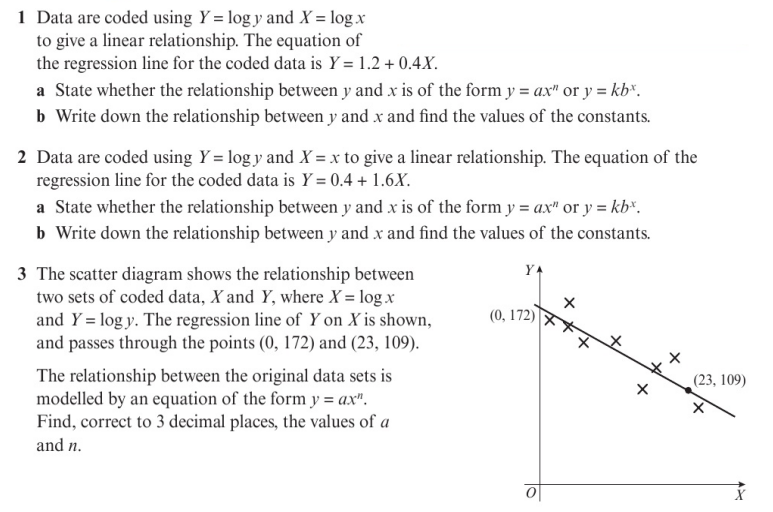 1 Data are coded using Y = log y and X = log x
to give a linear relationship. The equation of
the regression line for the coded data is Y = 1.2 + 0.4X.
a State whether the relationship between y and x is of the form y = axⁿ or y = kbˣ.
b Write down the relationship between y and x and find the values of the constants.
2 Data are coded using Y = log y and X = x to give a linear relationship. The equation of the
regression line for the coded data is Y = 0.4 + 1.6X.
a State whether the relationship between y and x is of the form y = axⁿ or y = kbˣ.
b Write down the relationship between y and x and find the values of the constants.
3 The scatter diagram shows the relationship between
two sets of coded data, X and Y, where X = log x
and Y = log y. The regression line of Y on X is shown,
and passes through the points (0, 172) and (23, 109).
The relationship between the original data sets is
modelled by an equation of the form y = axⁿ.
Find, correct to 3 decimal places, the values of a
and n.
Y
(0, 172)
(23, 109)
O
X